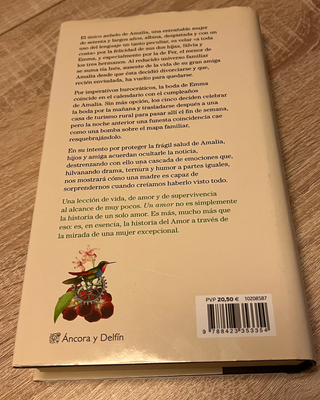 El único anhelo de Amalia, una entrañable mujer
de setenta y largos años, albina, despistada y con un
uso del lenguaje un tanto peculiar, es velar «a toda
costa» por la felicidad de sus dos hijas, Silvia y
Emma, y especialmente por la de Fer, el menor de
los tres hermanos. Al reducido universo familiar
se suma tía Inés, ausente de la vida de su gran amiga
Amalia desde que ésta decidió divorciarse y que,
recién enviudada, ha vuelto para quedarse.
Por imperativos burocráticos, la boda de Emma
coincide en el calendario con el cumpleaños
de Amalia. Sin más opción, los cinco deciden celebrar
la boda por la mañana y trasladarse después a una
casa de turismo rural para pasar allí el fin de semana,
pero la noche anterior una funesta coincidencia cae
como una bomba sobre el mapa familiar,
resquebrajándolo.
En su intento por proteger la frágil salud de Amalia,
hijos y amiga acuerdan ocultarle la noticia,
destrenzando con ello una cascada de emociones que,
hilvanando drama, ternura y humor a partes iguales,
nos mostrará cómo una madre es capaz de
sorprendernos cuando creíamos haberlo visto todo.
Una lección de vida, de amor y de supervivencia
al alcance de muy pocos. Un amor no es simplemente
la historia de un solo amor. Es más, mucho más que
eso: es, en esencia, la historia del Amor a través de
la mirada de una mujer excepcional.
PVP 20,50 € 10208587
9 788423 353354
Áncora y Delfín